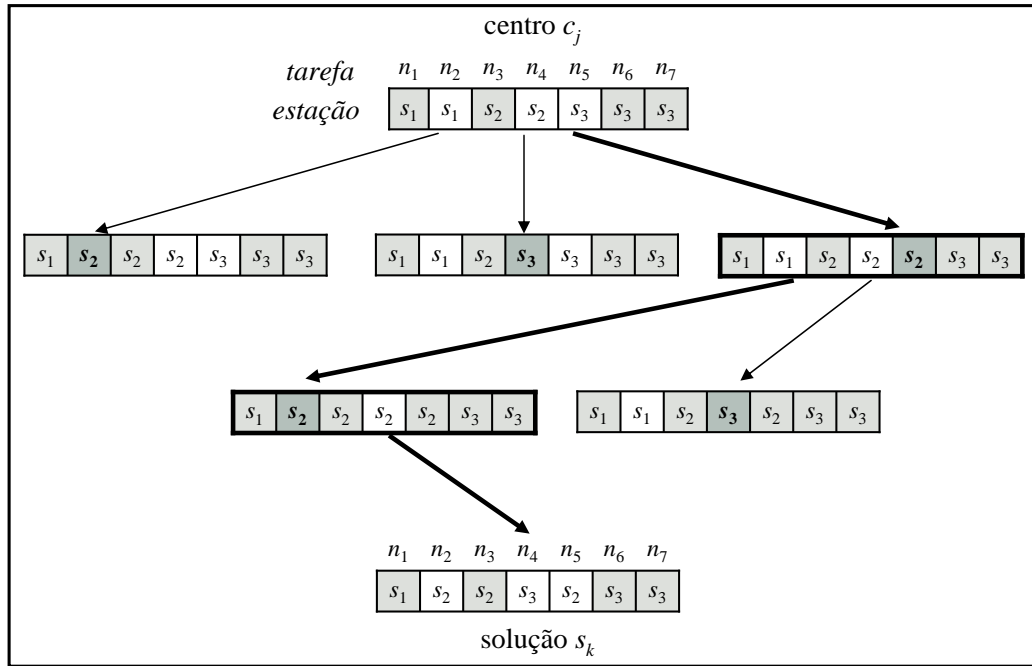 centro c_j
tarefa n_1 n_2 n_3 n_4 n_5 n_6 n_7
estação s_1 s_1 s_2 s_2 s_3 s_3 s_3
s_1 s_2 s_2 s_2 s_3 s_3 s_3
s_1 s_1 s_2 s_3 s_3 s_3 s_3
s_1 s_1 s_2 s_2 s_2 s_3 s_3
s_1 s_2 s_2 s_2 s_2 s_3 s_3
s_1 s_1 s_2 s_3 s_2 s_3 s_3
n_1 n_2 n_3 n_4 n_5 n_6 n_7
s_1 s_2 s_2 s_3 s_2 s_3 s_3
solução s_k